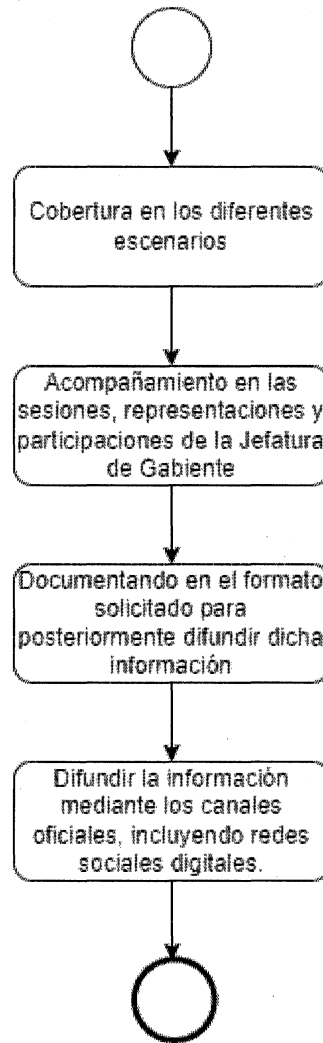 Cobertura en los diferentes
escenarios
Acompañamiento en las
sesiones, representaciones y
participaciones de la Jefatura
de Gabiente
Documentando en el formato
solicitado para
posteriormente difundir dicha
información
Difundir la información
mediante los canales
oficiales, incluyendo redes
sociales digitales.